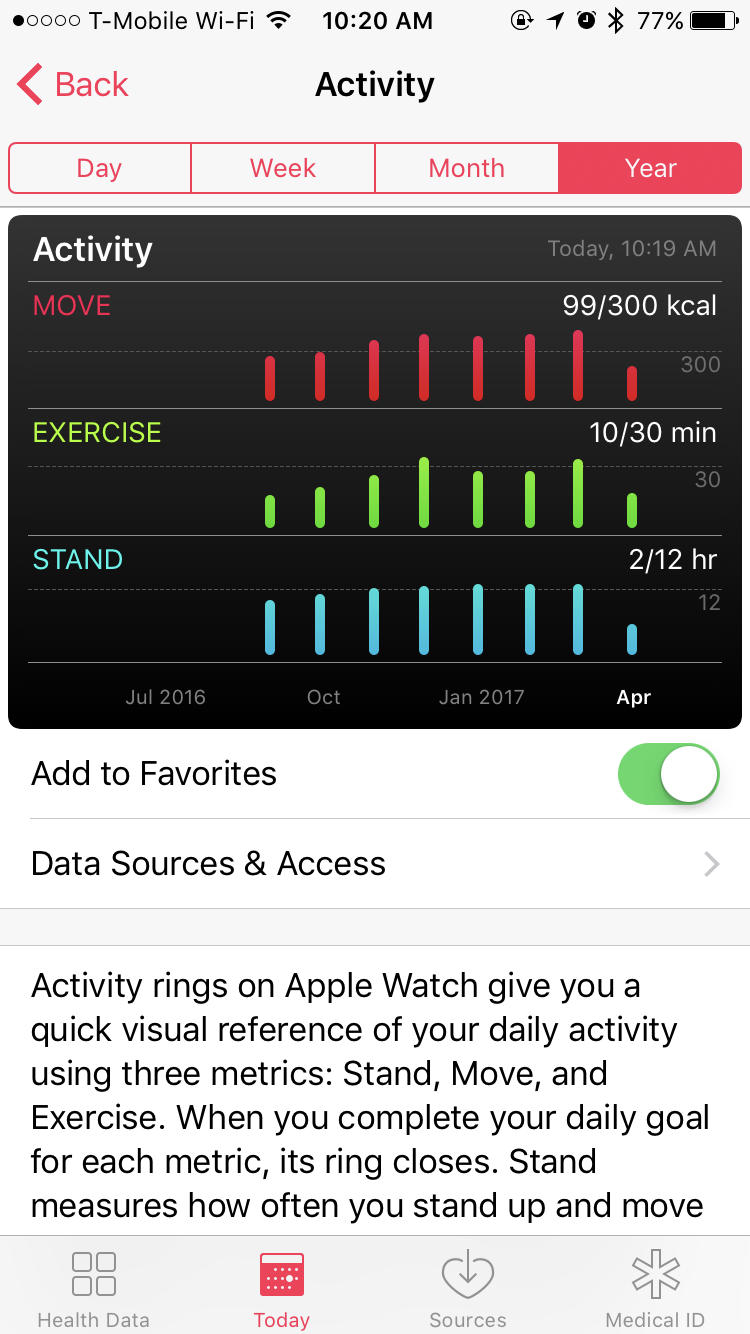 T-Mobile Wi-Fi 10:20 AM 77%
Back Activity
Day Week Month Year
Activity Today, 10:19 AM
MOVE 99/300 kcal
300
EXERCISE 10/30 min
30
STAND 2/12 hr
12
Jul 2016 Oct Jan 2017 Apr
Add to Favorites
Data Sources & Access
Activity rings on Apple Watch give you a
quick visual reference of your daily activity
using three metrics: Stand, Move, and
Exercise. When you complete your daily goal
for each metric, its ring closes. Stand
measures how often you stand up and move
Health Data Today Sources Medical ID